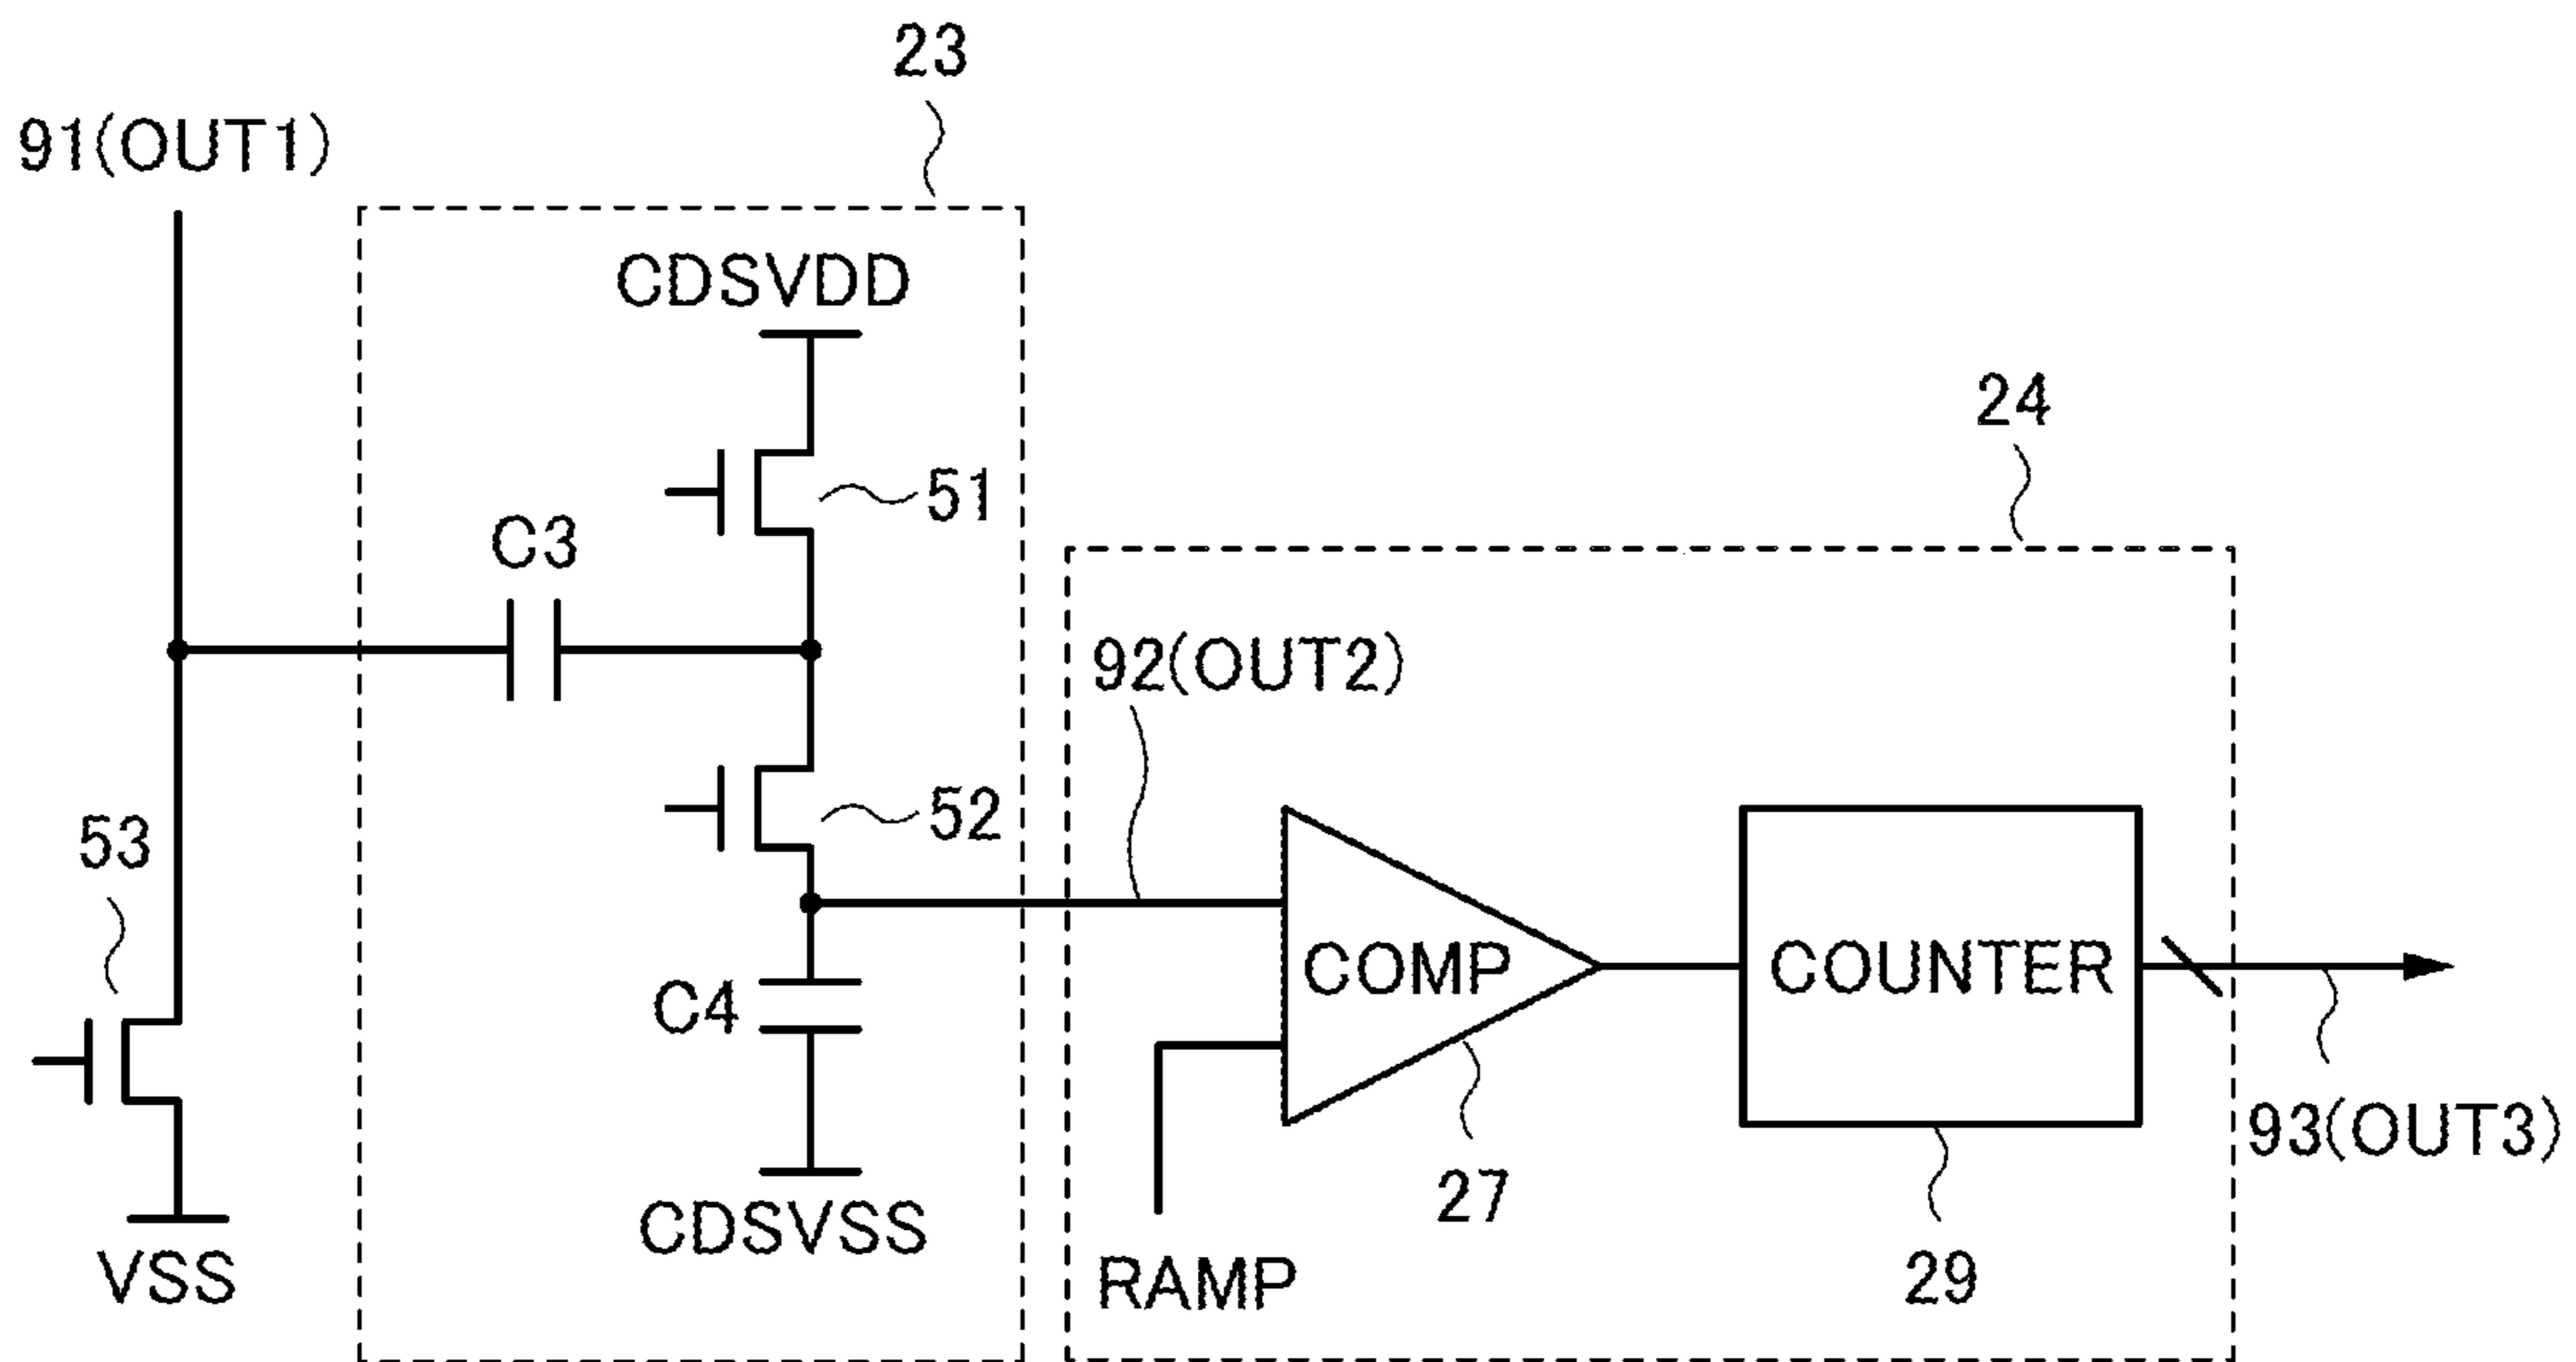 23
91(OUT1)
CDSVDD
24
51
C3
92(OUT2)
52
53
COMP
COUNTER
C4
93(OUT3)
27
CDSVSS
VSS
RAMP
29